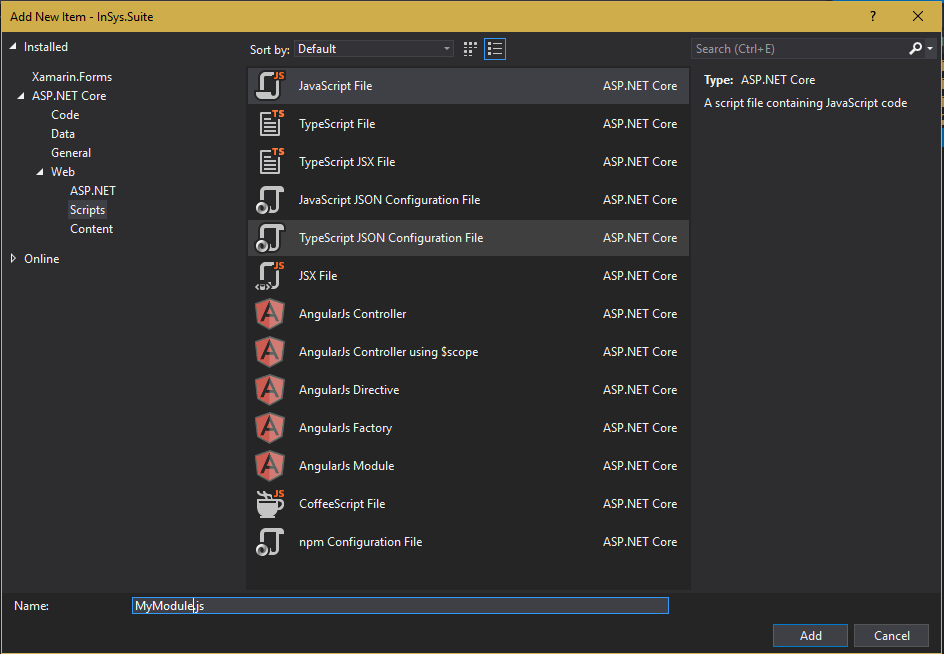 Add New Item - InSys.Suite
?
Installed
Sort by: Default
Search (Ctrl+E)
Xamarin.Forms
ASP.NET Core
Code
Data
General
Web
ASP.NET
Scripts
Content
Online
JS
JavaScript File ASP.NET Core
TS
TypeScript File ASP.NET Core
TS
TypeScript JSX File ASP.NET Core
JavaScript JSON Configuration File ASP.NET Core
TypeScript JSON Configuration File ASP.NET Core
JS
JSX File ASP.NET Core
A
AngularJs Controller ASP.NET Core
A
AngularJs Controller using $scope ASP.NET Core
A
AngularJs Directive ASP.NET Core
A
AngularJs Factory ASP.NET Core
A
AngularJs Module ASP.NET Core
JS
CoffeeScript File ASP.NET Core
npm Configuration File ASP.NET Core
Type: ASP.NET Core
A script file containing JavaScript code
Name: MyModule.js
Add
Cancel